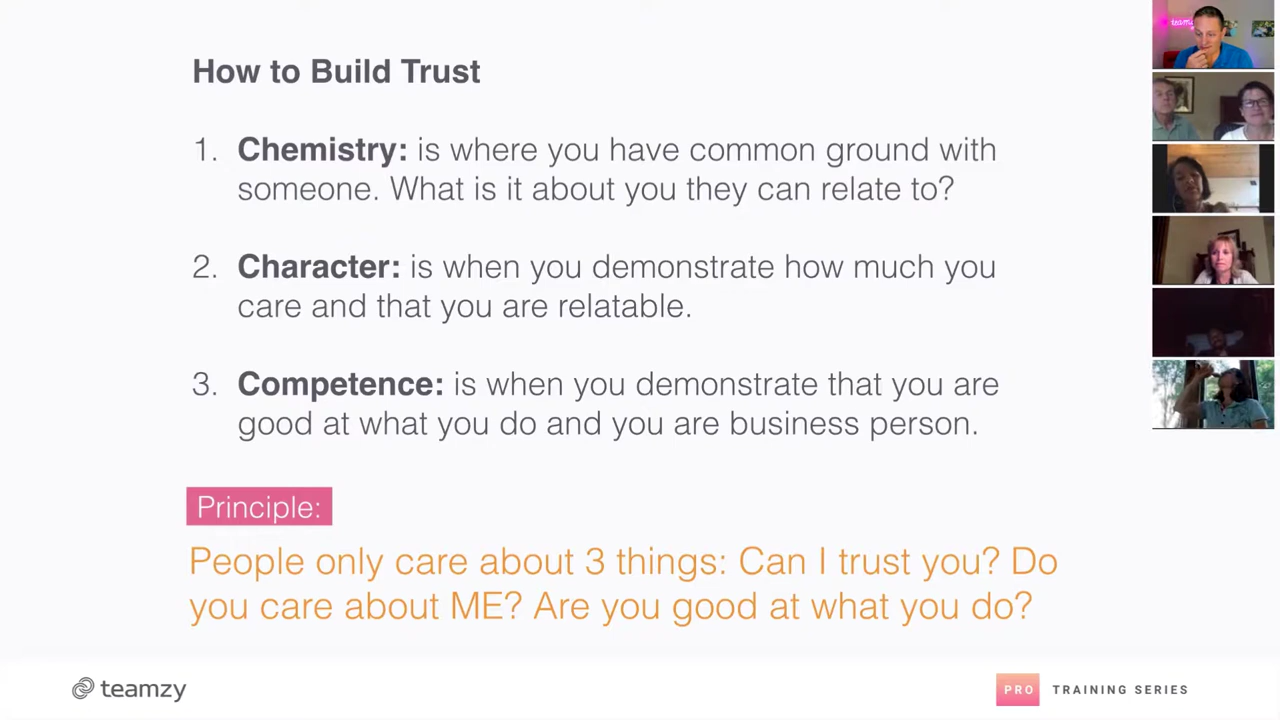 How to Build Trust
1. Chemistry: is where you have common ground with
someone. What is it about you they can relate to?
2. Character: is when you demonstrate how much you
care and that you are relatable.
3. Competence: is when you demonstrate that you are
good at what you do and you are business person.
Principle:
People only care about 3 things: Can I trust you? Do
you care about ME? Are you good at what you do?
teamzy
PRO TRAINING SERIES